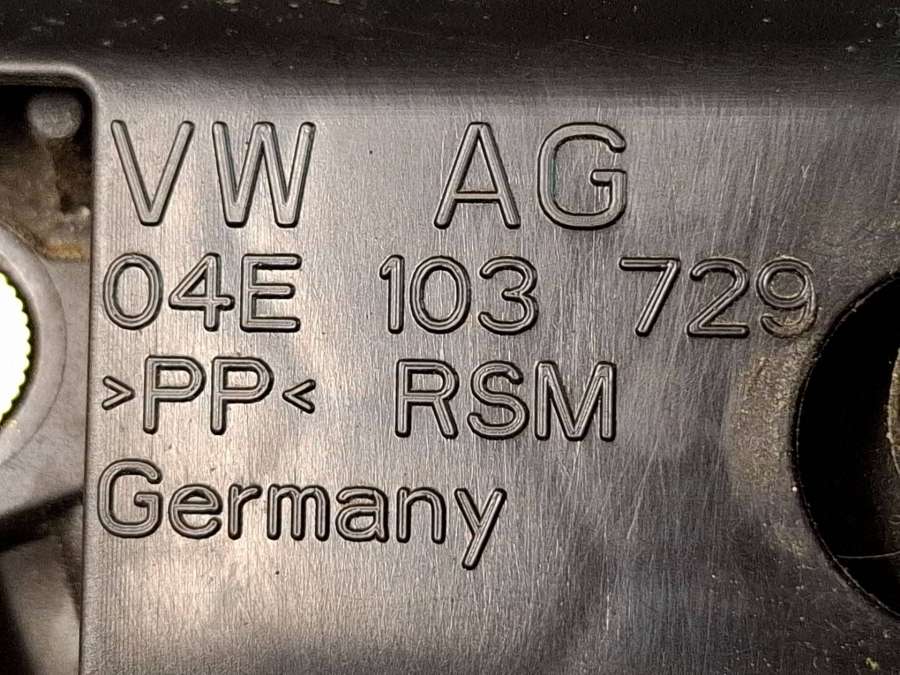 VW AG
04E 103 729
>PP< RSM
Germany